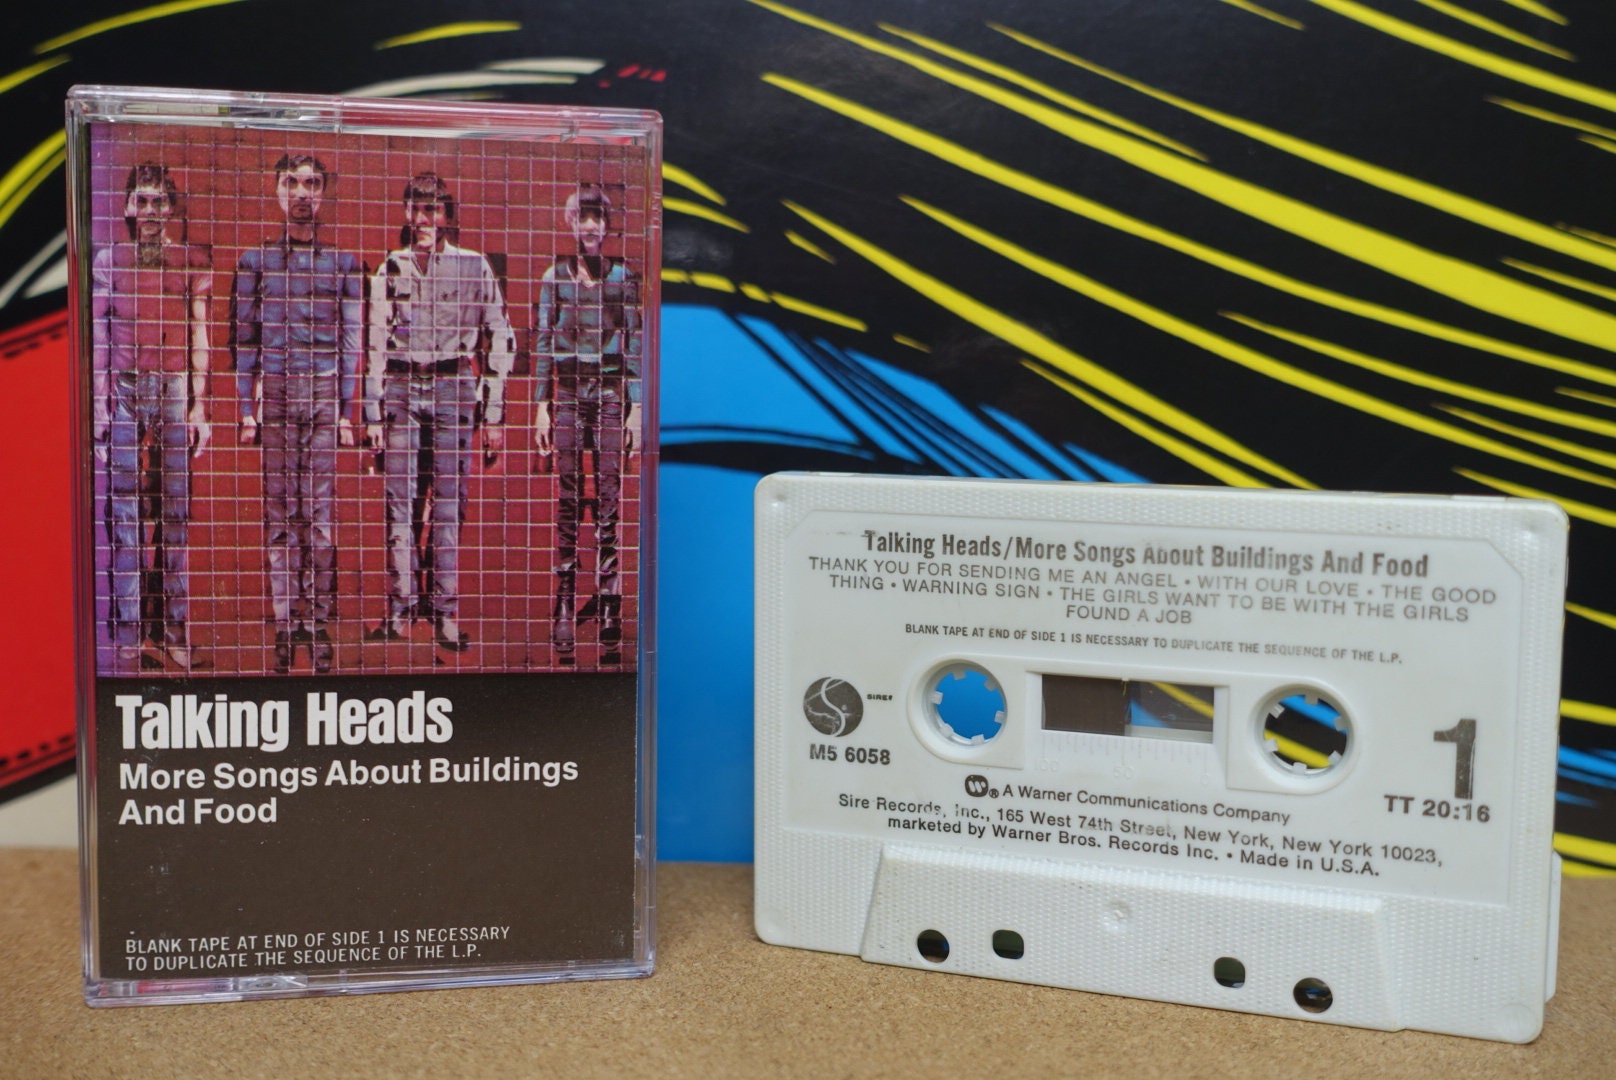 Talking Heads
More Songs About Buildings
And Food
BLANK TAPE AT END OF SIDE 1 IS NECESSARY
TO DUPLICATE THE SEQUENCE OF THE L.P.
Talking Heads/More Songs About Buildings And Food
THANK YOU FOR SENDING ME AN ANGEL • WITH OUR LOVE • THE GOOD
THING • WARNING SIGN • THE GIRLS WANT TO BE WITH THE GIRLS
FOUND A JOB
BLANK TAPE AT END OF SIDE 1 IS NECESSARY TO DUPLICATE THE SEQUENCE OF THE L.P.
S SIRE
M5 6058
1
TT 20:16
100 50 0
W® A Warner Communications Company
Sire Records, Inc., 165 West 74th Street, New York, New York 10023,
marketed by Warner Bros. Records Inc. • Made in U.S.A.